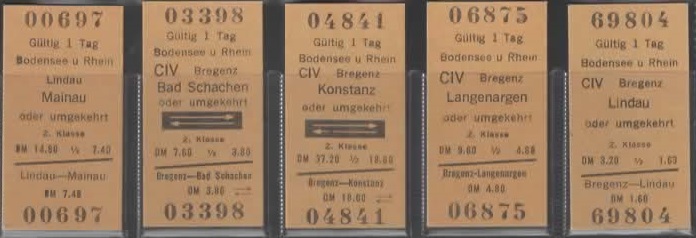 00697
Gültig 1 Tag
Bodensee u Rhein
Lindau
Mainau
oder umgekehrt
2. Klasse
DM 14.80 ½ 7.40
Lindau—Mainau
DM 7.40
00697
03398
Gültig 1 Tag
Bodensee u Rhein
CIV Bregenz
Bad Schachen
oder umgekehrt
2. Klasse
DM 7.60 ½ 3.80
Bregenz—Bad Schachen
DM 3.80
03398
04841
Gültig 1 Tag
Bodensee u Rhein
CIV Bregenz
Konstanz
oder umgekehrt
2. Klasse
DM 37.20 ½ 18.60
Bregenz—Konstanz
DM 18.60
04841
06875
Gültig 1 Tag
Bodensee u Rhein
CIV Bregenz
Langenargen
oder umgekehrt
2. Klasse
DM 9.60 ½ 4.80
Bregenz-Langenargen
DM 4.80
06875
69804
Gültig 1 Tag
Bodensee u Rhein
CIV Bregenz
Lindau
oder umgekehrt
2. Klasse
DM 3.20 ½ 1.60
Bregenz—Lindau
DM 1.60
69804